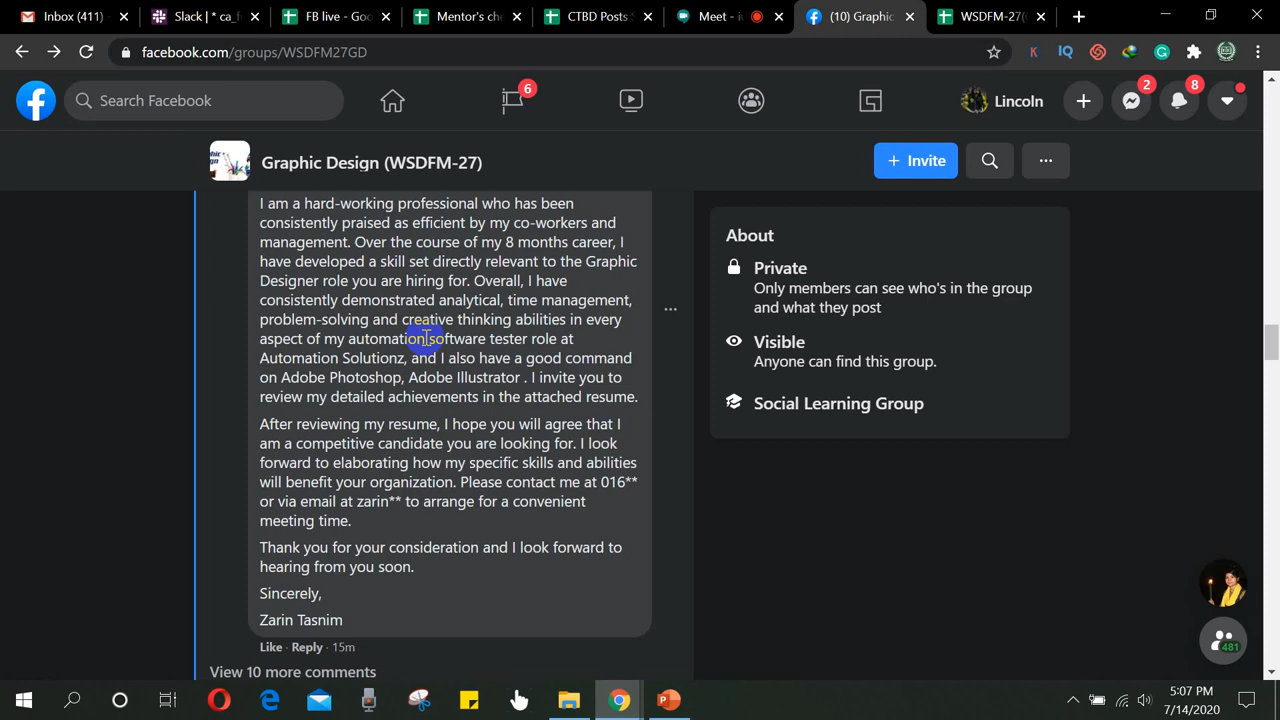 Inbox (411) -
Slack | * ca_f
FB live - Goo
Mentor's che
CTBD Posts S
Meet - iu
(10) Graphic
WSDFM-27(
facebook.com/groups/WSDFM27GD
Search Facebook
6
Lincoln
2
8
Graphic Design (WSDFM-27)
+ Invite
I am a hard-working professional who has been
consistently praised as efficient by my co-workers and
management. Over the course of my 8 months career, I
have developed a skill set directly relevant to the Graphic
Designer role you are hiring for. Overall, I have
consistently demonstrated analytical, time management,
problem-solving and creative thinking abilities in every
aspect of my automation software tester role at
Automation Solutionz, and I also have a good command
on Adobe Photoshop, Adobe Illustrator . I invite you to
review my detailed achievements in the attached resume.
After reviewing my resume, I hope you will agree that I
am a competitive candidate you are looking for. I look
forward to elaborating how my specific skills and abilities
will benefit your organization. Please contact me at 016**
or via email at zarin** to arrange for a convenient
meeting time.
Thank you for your consideration and I look forward to
hearing from you soon.
Sincerely,
Zarin Tasnim
Like · Reply · 15m
View 10 more comments
About
Private
Only members can see who's in the group
and what they post
Visible
Anyone can find this group.
Social Learning Group
481
5:07 PM
7/14/2020